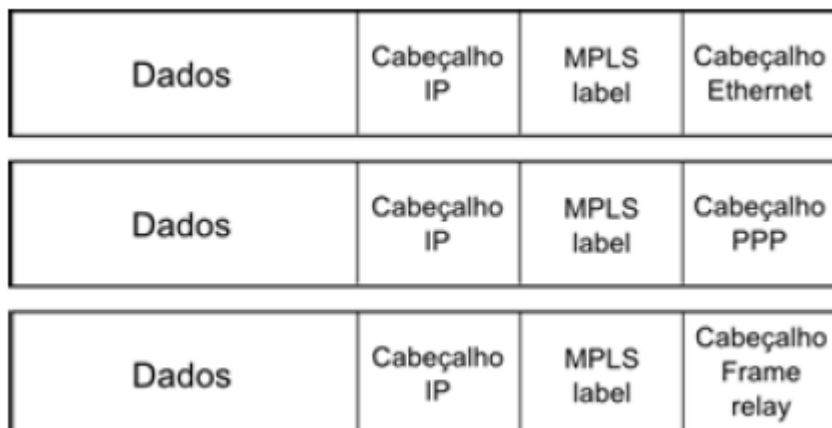 Dados
Cabeçalho
IP
MPLS
label
Cabeçalho
Ethernet
Dados
Cabeçalho
IP
MPLS
label
Cabeçalho
PPP
Dados
Cabeçalho
IP
MPLS
label
Cabeçalho
Frame
relay